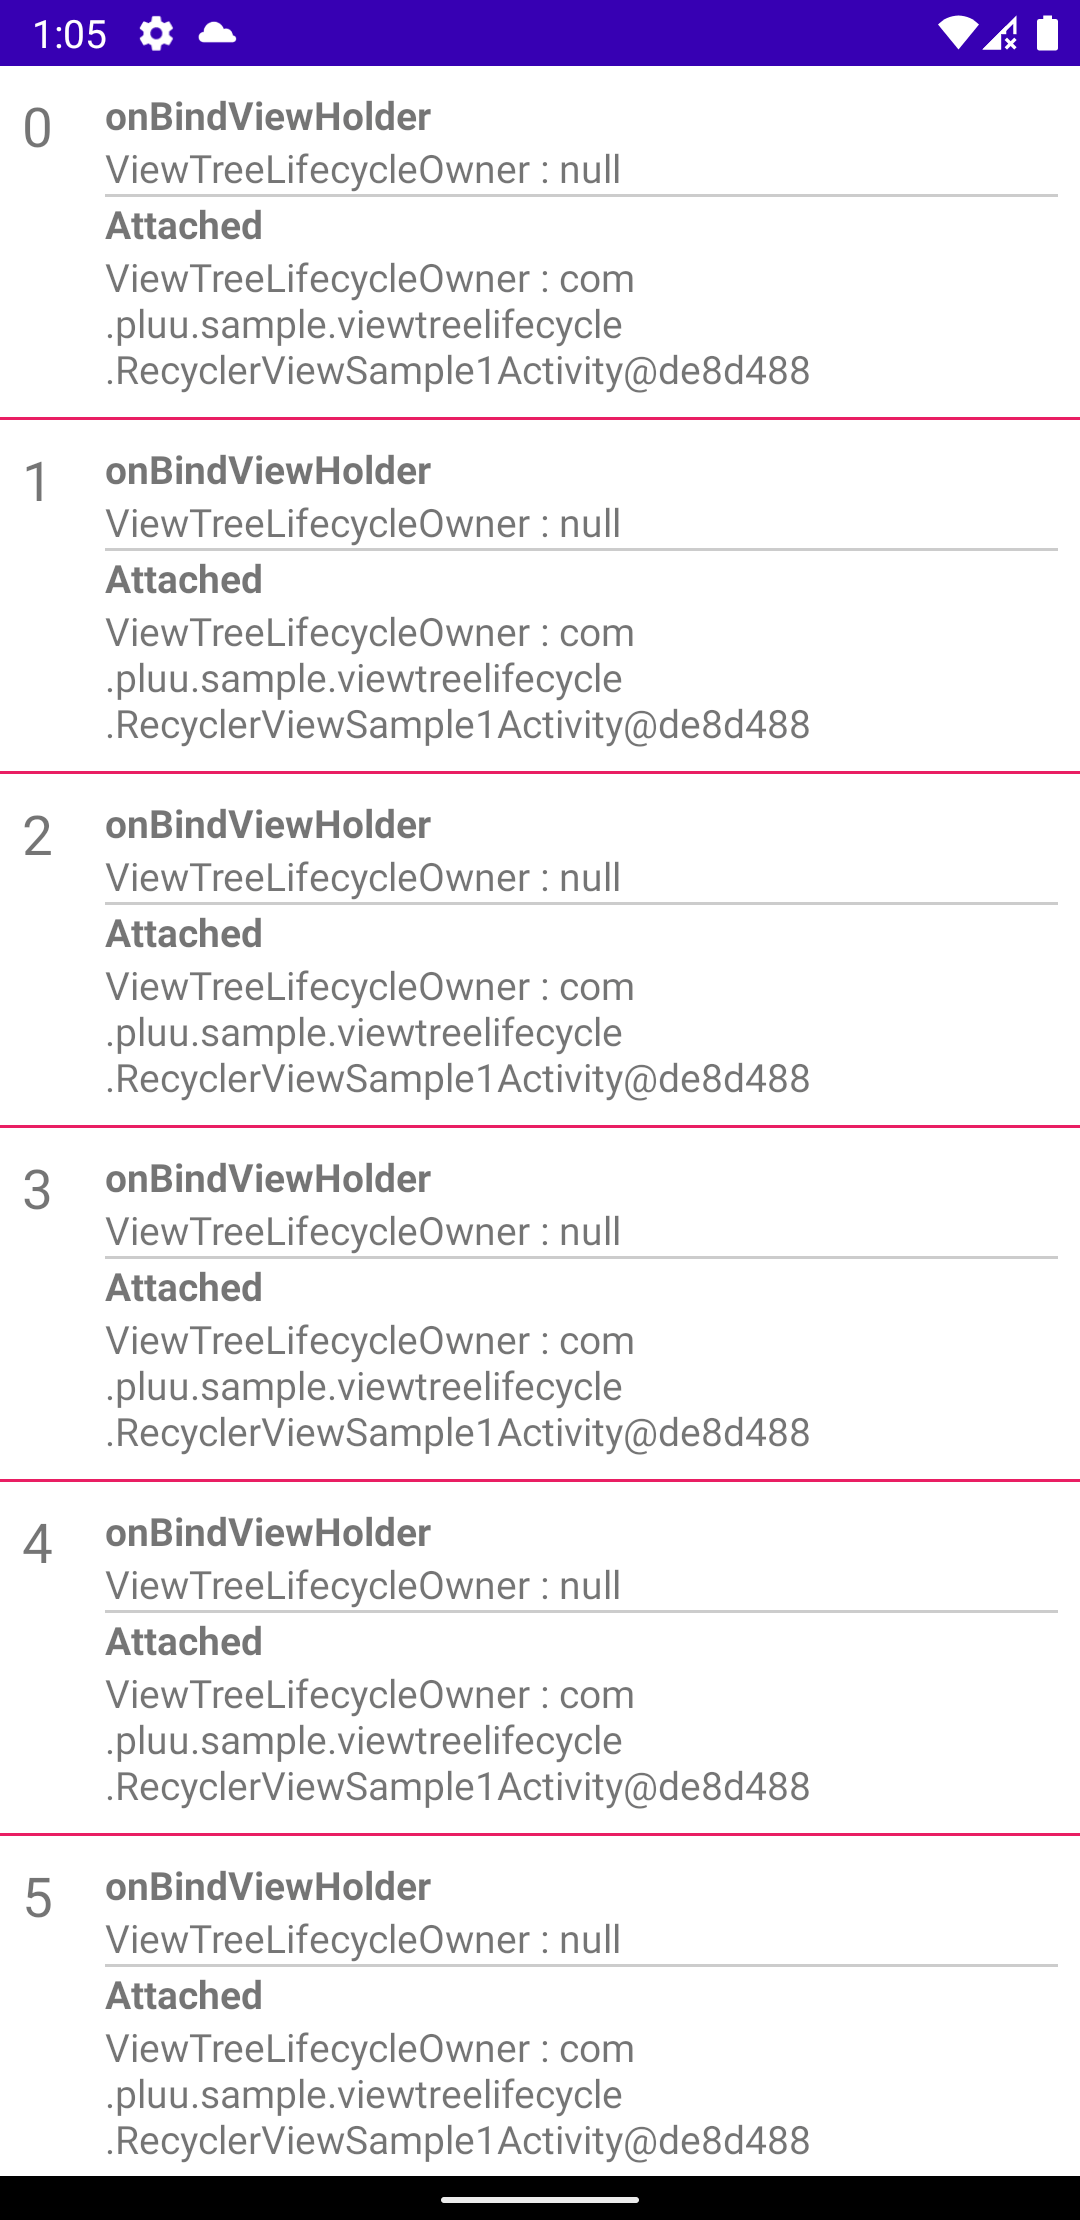 1:05
0
onBindViewHolder
ViewTreeLifecycleOwner : null
Attached
ViewTreeLifecycleOwner : com
.pluu.sample.viewtreelifecycle
.RecyclerViewSample1Activity@de8d488
1
onBindViewHolder
ViewTreeLifecycleOwner : null
Attached
ViewTreeLifecycleOwner : com
.pluu.sample.viewtreelifecycle
.RecyclerViewSample1Activity@de8d488
2
onBindViewHolder
ViewTreeLifecycleOwner : null
Attached
ViewTreeLifecycleOwner : com
.pluu.sample.viewtreelifecycle
.RecyclerViewSample1Activity@de8d488
3
onBindViewHolder
ViewTreeLifecycleOwner : null
Attached
ViewTreeLifecycleOwner : com
.pluu.sample.viewtreelifecycle
.RecyclerViewSample1Activity@de8d488
4
onBindViewHolder
ViewTreeLifecycleOwner : null
Attached
ViewTreeLifecycleOwner : com
.pluu.sample.viewtreelifecycle
.RecyclerViewSample1Activity@de8d488
5
onBindViewHolder
ViewTreeLifecycleOwner : null
Attached
ViewTreeLifecycleOwner : com
.pluu.sample.viewtreelifecycle
.RecyclerViewSample1Activity@de8d488